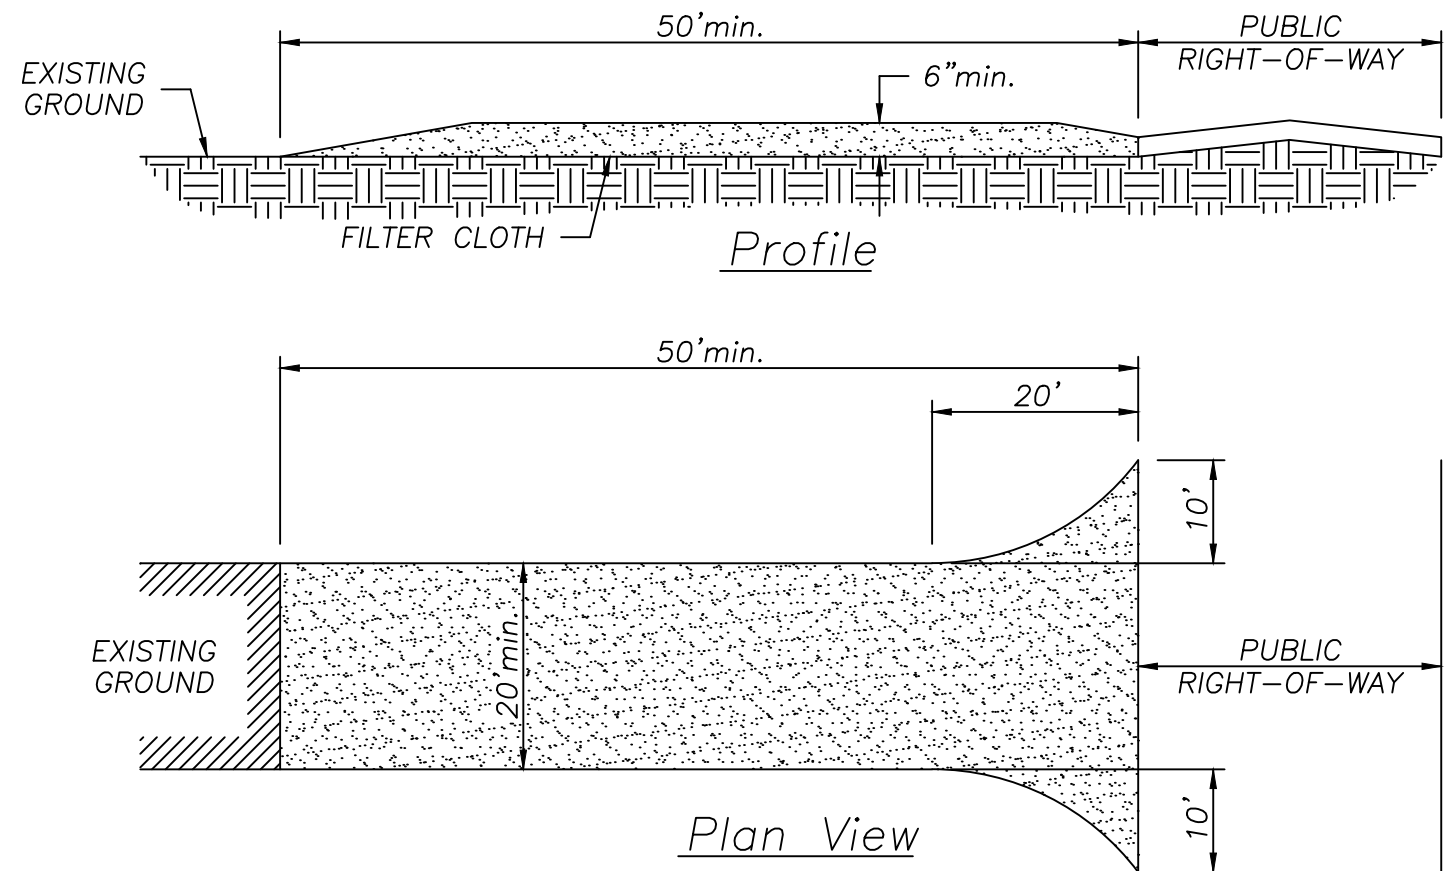 50'min.
PUBLIC
RIGHT-OF-WAY
EXISTING
GROUND
6"min.
FILTER CLOTH
Profile
50'min.
20'
10'
EXISTING
GROUND
20'min.
PUBLIC
RIGHT-OF-WAY
10'
Plan View